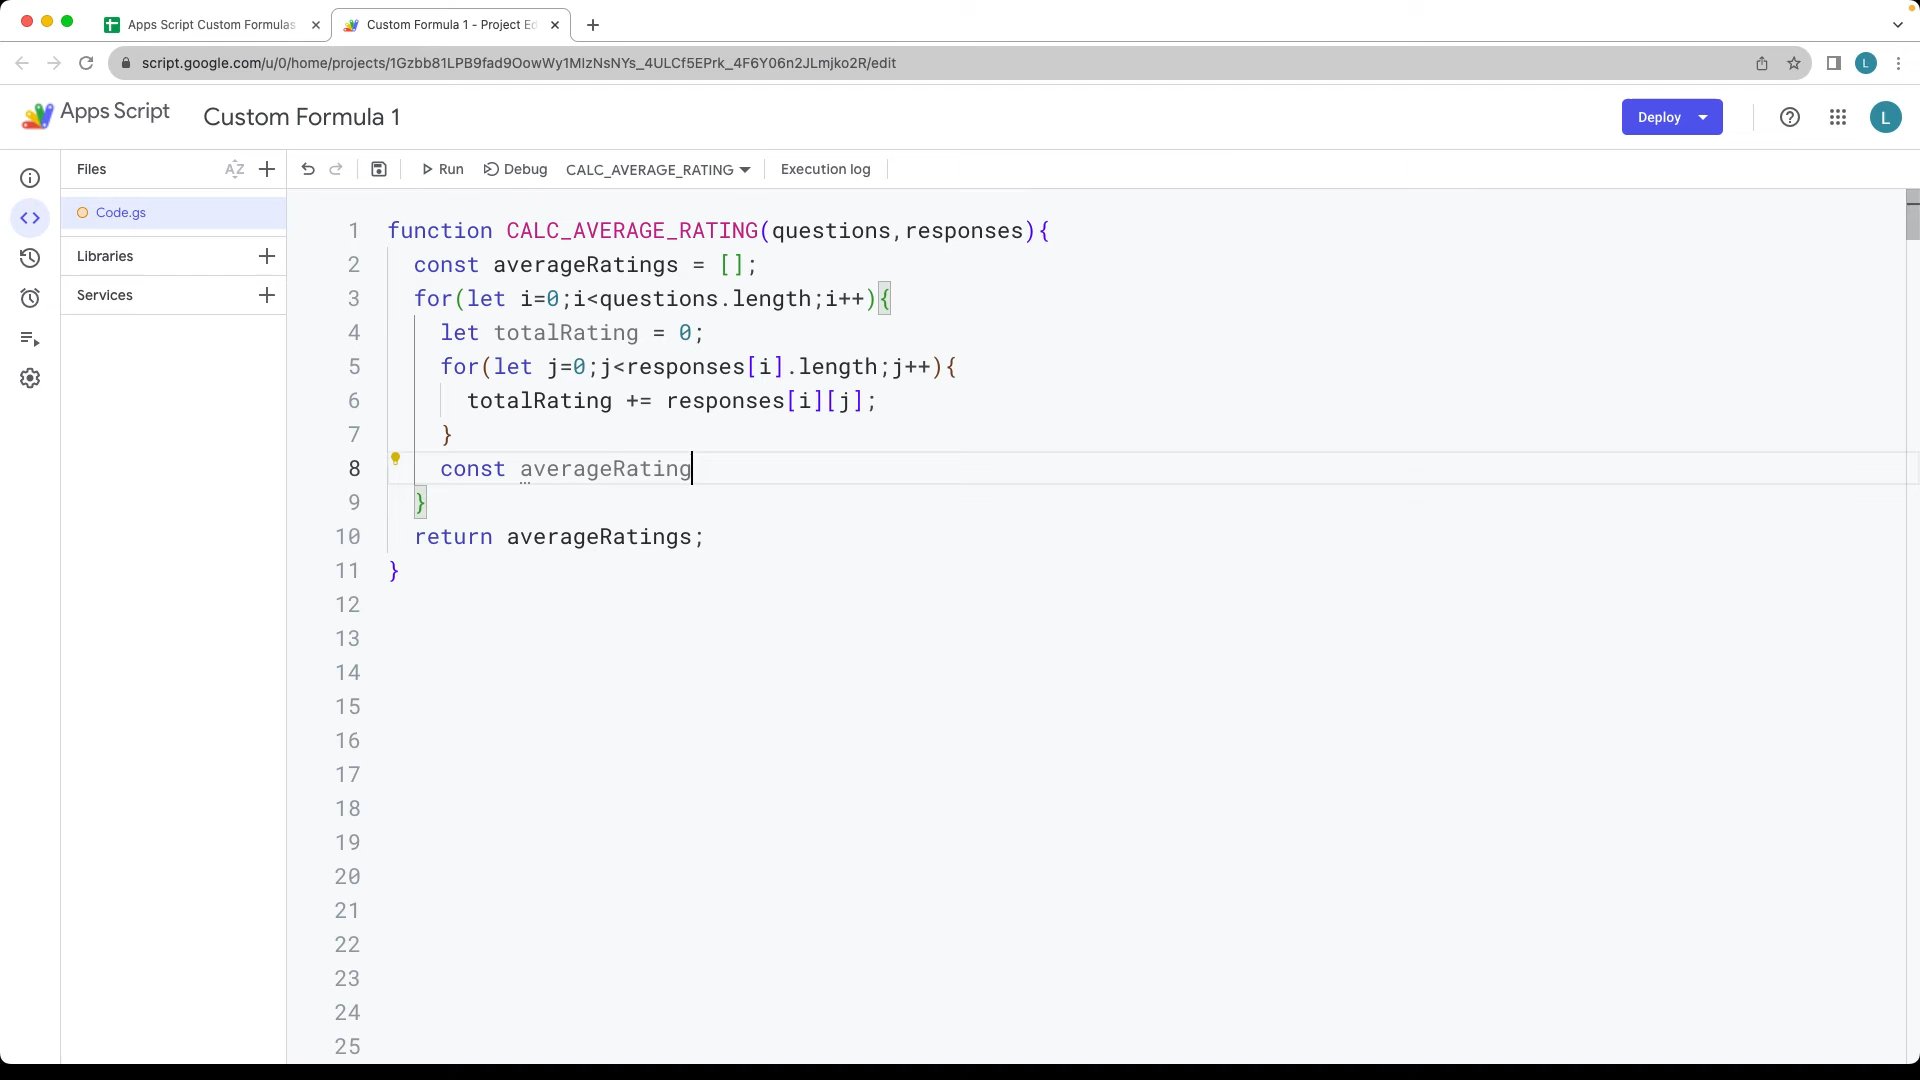 Apps Script Custom Formulas
Custom Formula 1 - Project Ed
script.google.com/u/0/home/projects/1Gzbb81LPB9fad9OowWy1MIzNsNYs_4ULCf5EPrk_4F6Y06n2JLmjko2R/edit
L
Apps Script
Custom Formula 1
Deploy
L
Files
AZ
Run
Debug
CALC_AVERAGE_RATING
Execution log
Code.gs
Libraries
Services
1 function CALC_AVERAGE_RATING(questions,responses){
2 const averageRatings = [];
3 for(let i=0;i<questions.length;i++){
4 let totalRating = 0;
5 for(let j=0;j<responses[i].length;j++){
6 totalRating += responses[i][j];
7 }
8 const averageRating
9 }
10 return averageRatings;
11 }
12
13
14
15
16
17
18
19
20
21
22
23
24
25